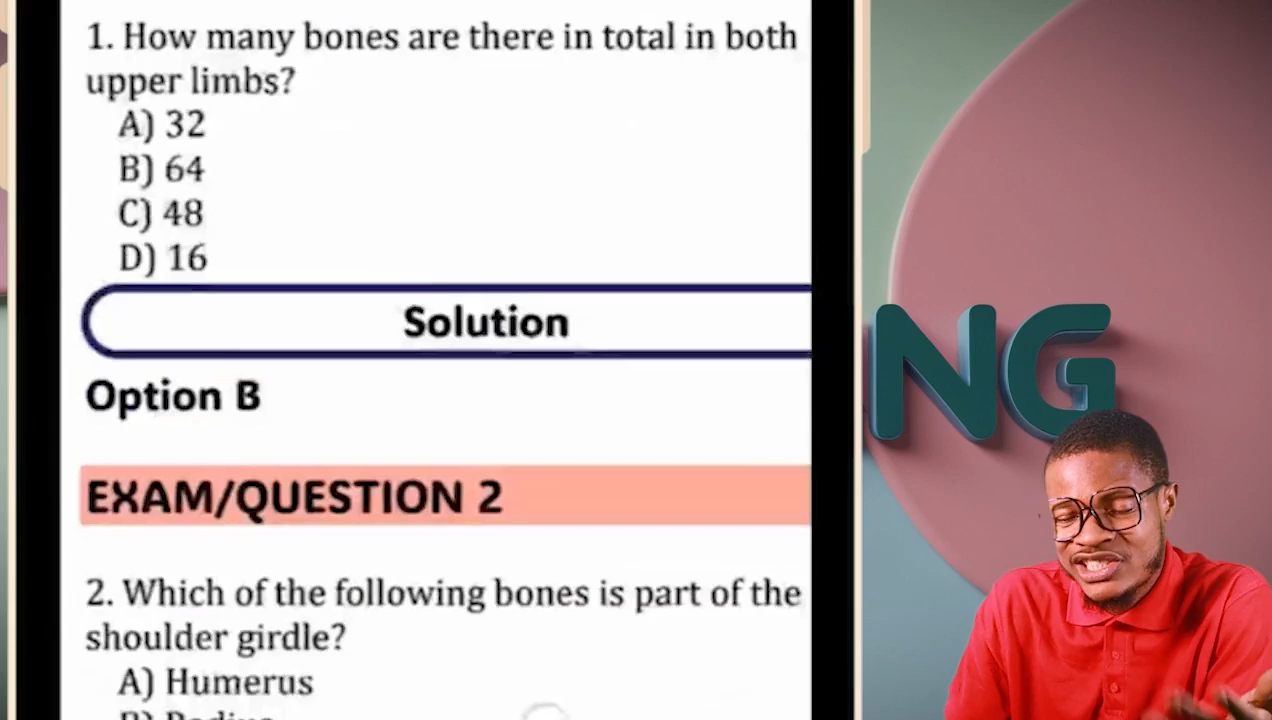 1. How many bones are there in total in both
upper limbs?
A) 32
B) 64
C) 48
D) 16
Solution
Option B
EXAM/QUESTION 2
2. Which of the following bones is part of the
shoulder girdle?
A) Humerus
B) Radius
NG